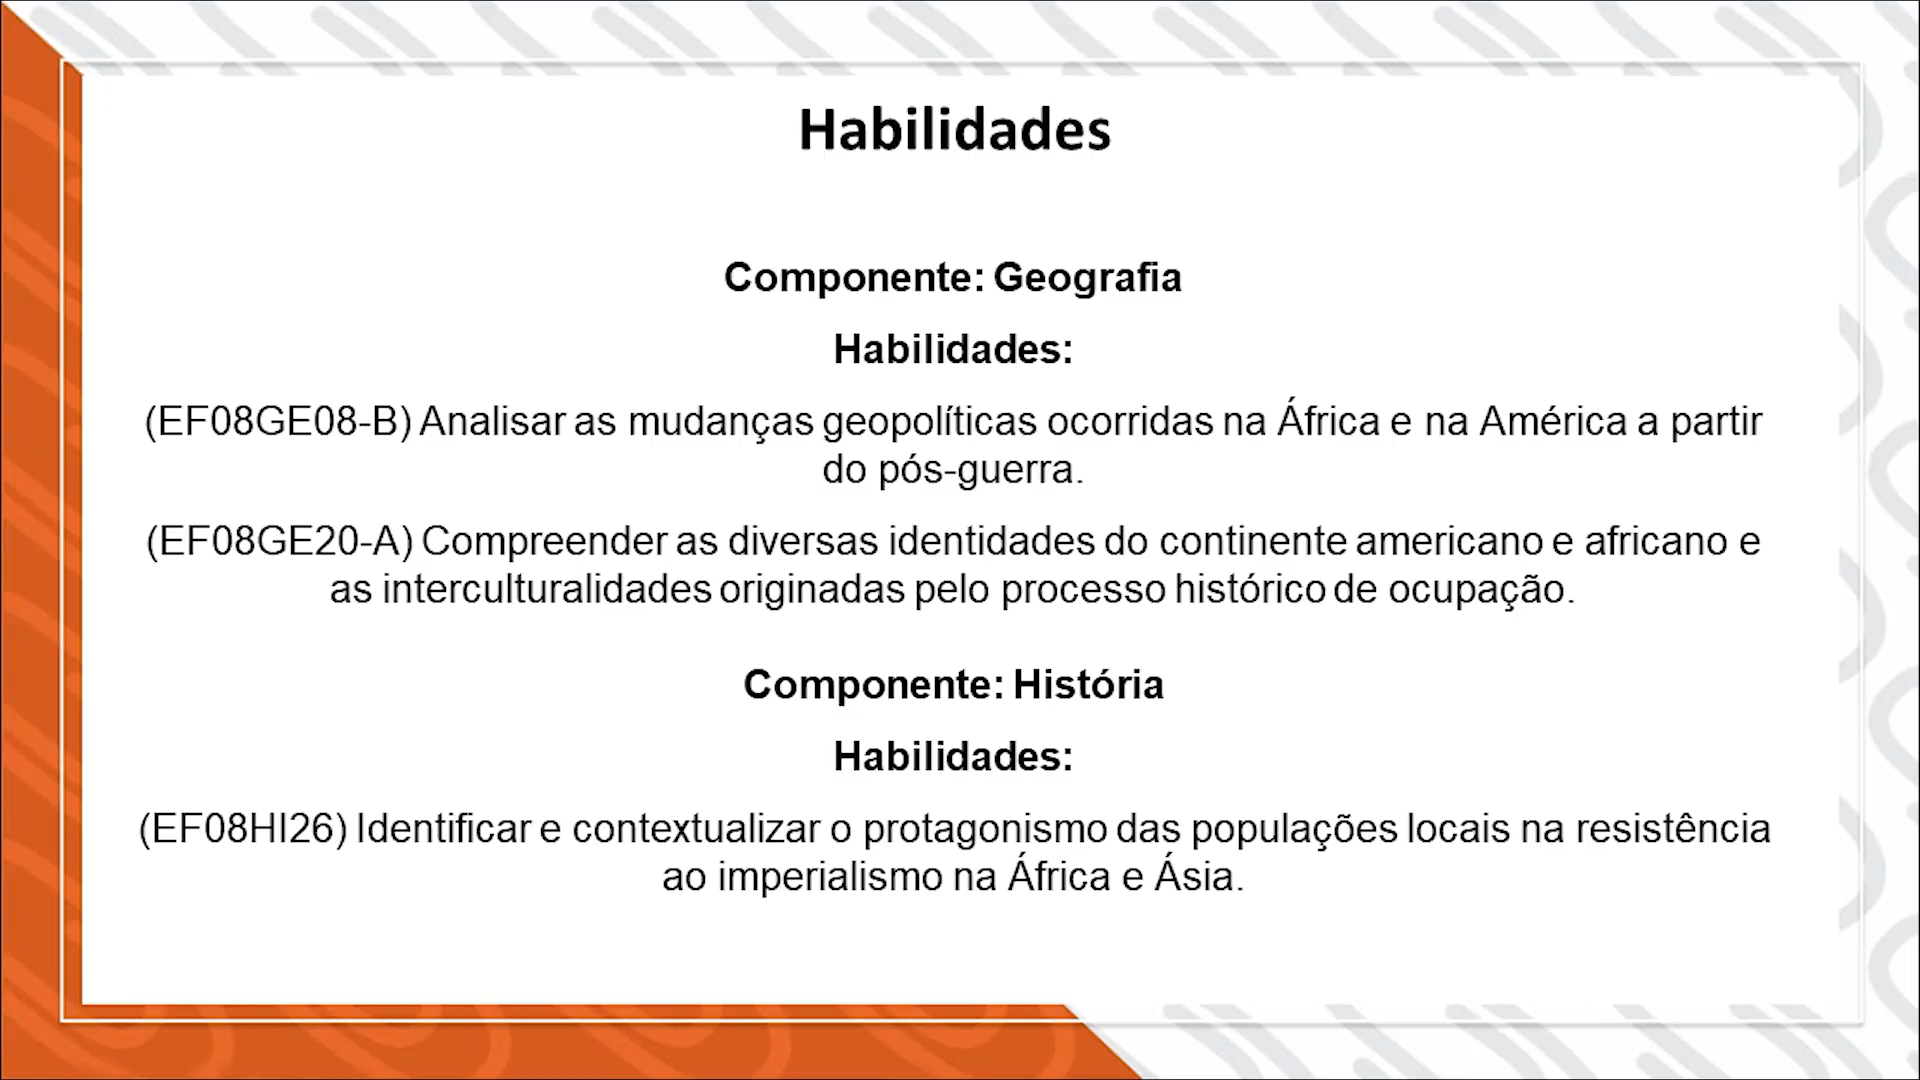 Habilidades
Componente: Geografia
Habilidades:
(EF08GE08-B) Analisar as mudanças geopolíticas ocorridas na África e na América a partir
do pós-guerra.
(EF08GE20-A) Compreender as diversas identidades do continente americano e africano e
as interculturalidades originadas pelo processo histórico de ocupação.
Componente: História
Habilidades:
(EF08HI26) Identificar e contextualizar o protagonismo das populações locais na resistência
ao imperialismo na África e Ásia.